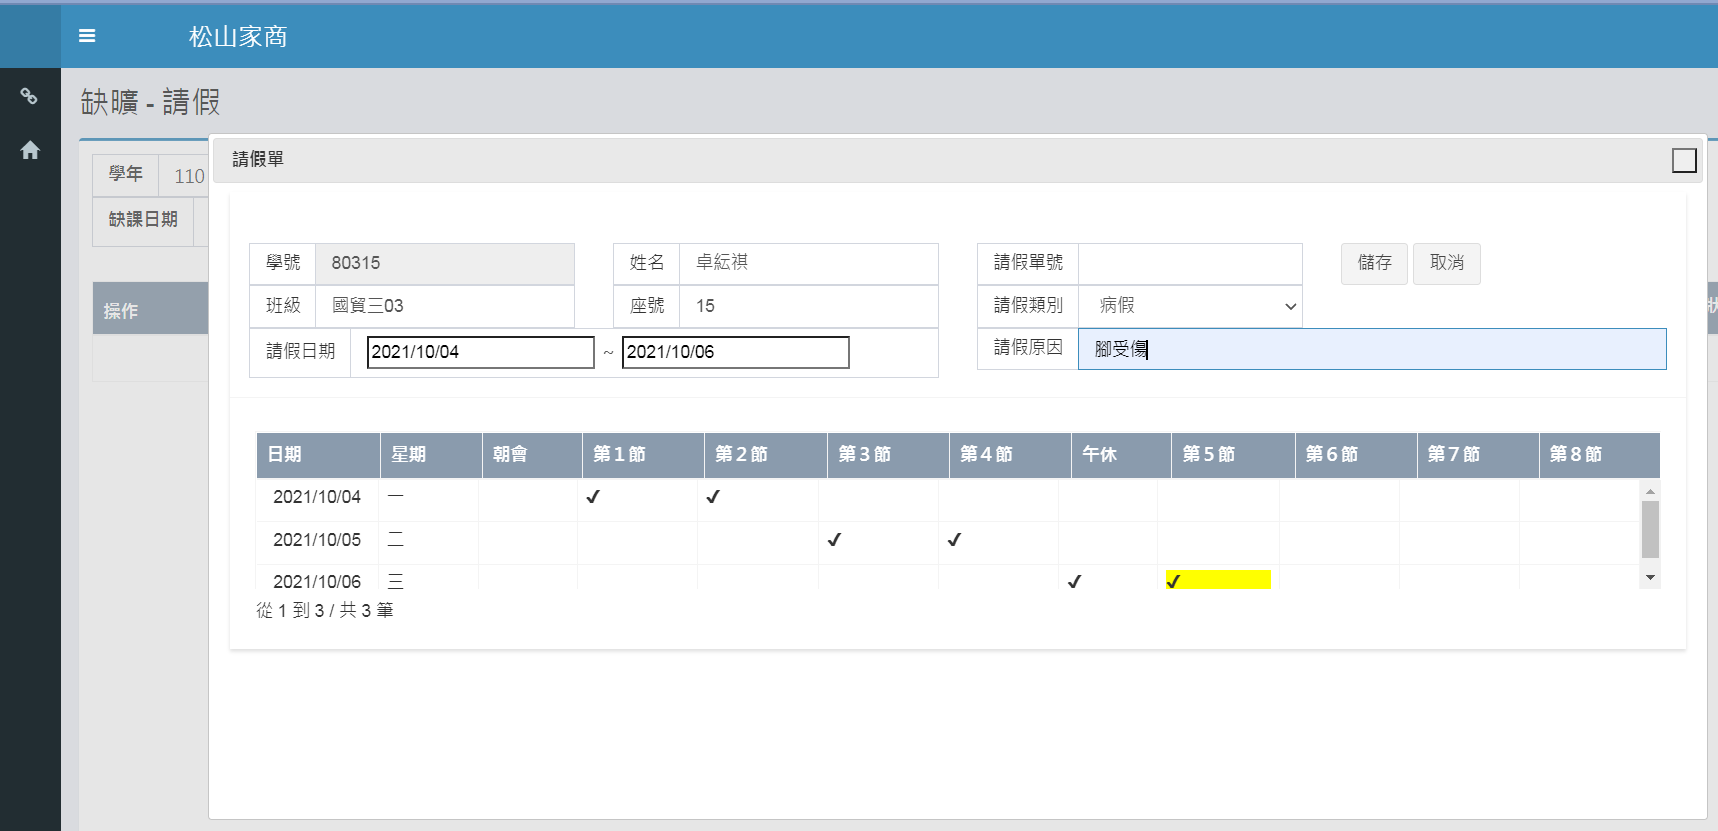 松山家商
缺曠 - 請假
學年 110
缺課日期
操作
請假單
學號 80315 姓名 卓紜祺 請假單號 儲存 取消
班級 國貿三03 座號 15 請假類別 病假
請假日期 2021/10/04 ~ 2021/10/06 請假原因 腳受傷
日期 星期 朝會 第1節 第2節 第3節 第4節 午休 第5節 第6節 第7節 第8節
2021/10/04 一 ✓ ✓
2021/10/05 二 ✓ ✓
2021/10/06 三 ✓ ✓
從 1 到 3 / 共 3 筆